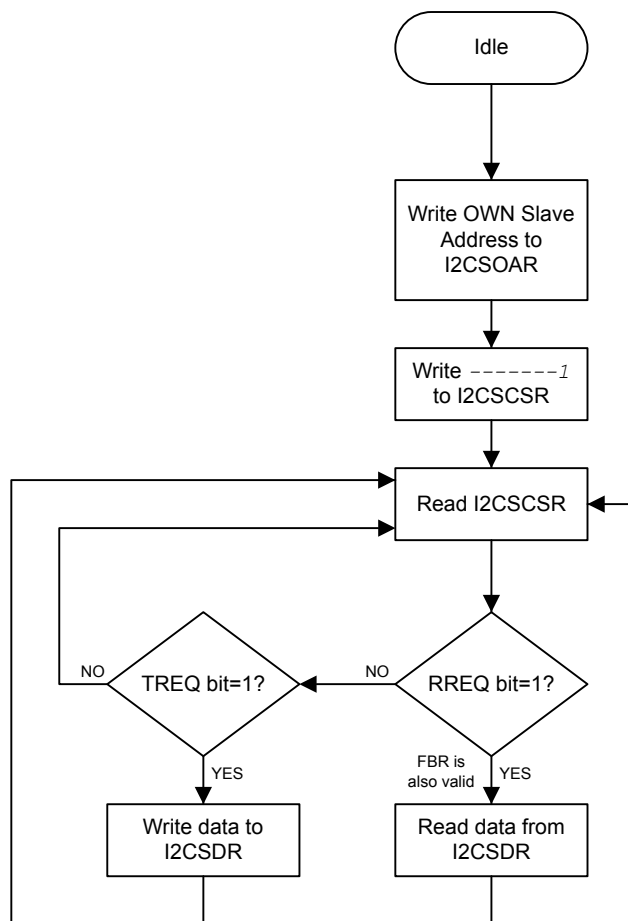 Idle
Write OWN Slave
Address to
I2CSOAR
Write -------1
to I2CSCSR
Read I2CSCSR
NO
TREQ bit=1?
NO
RREQ bit=1?
YES
FBR is
also valid
YES
Write data to
I2CSDR
Read data from
I2CSDR